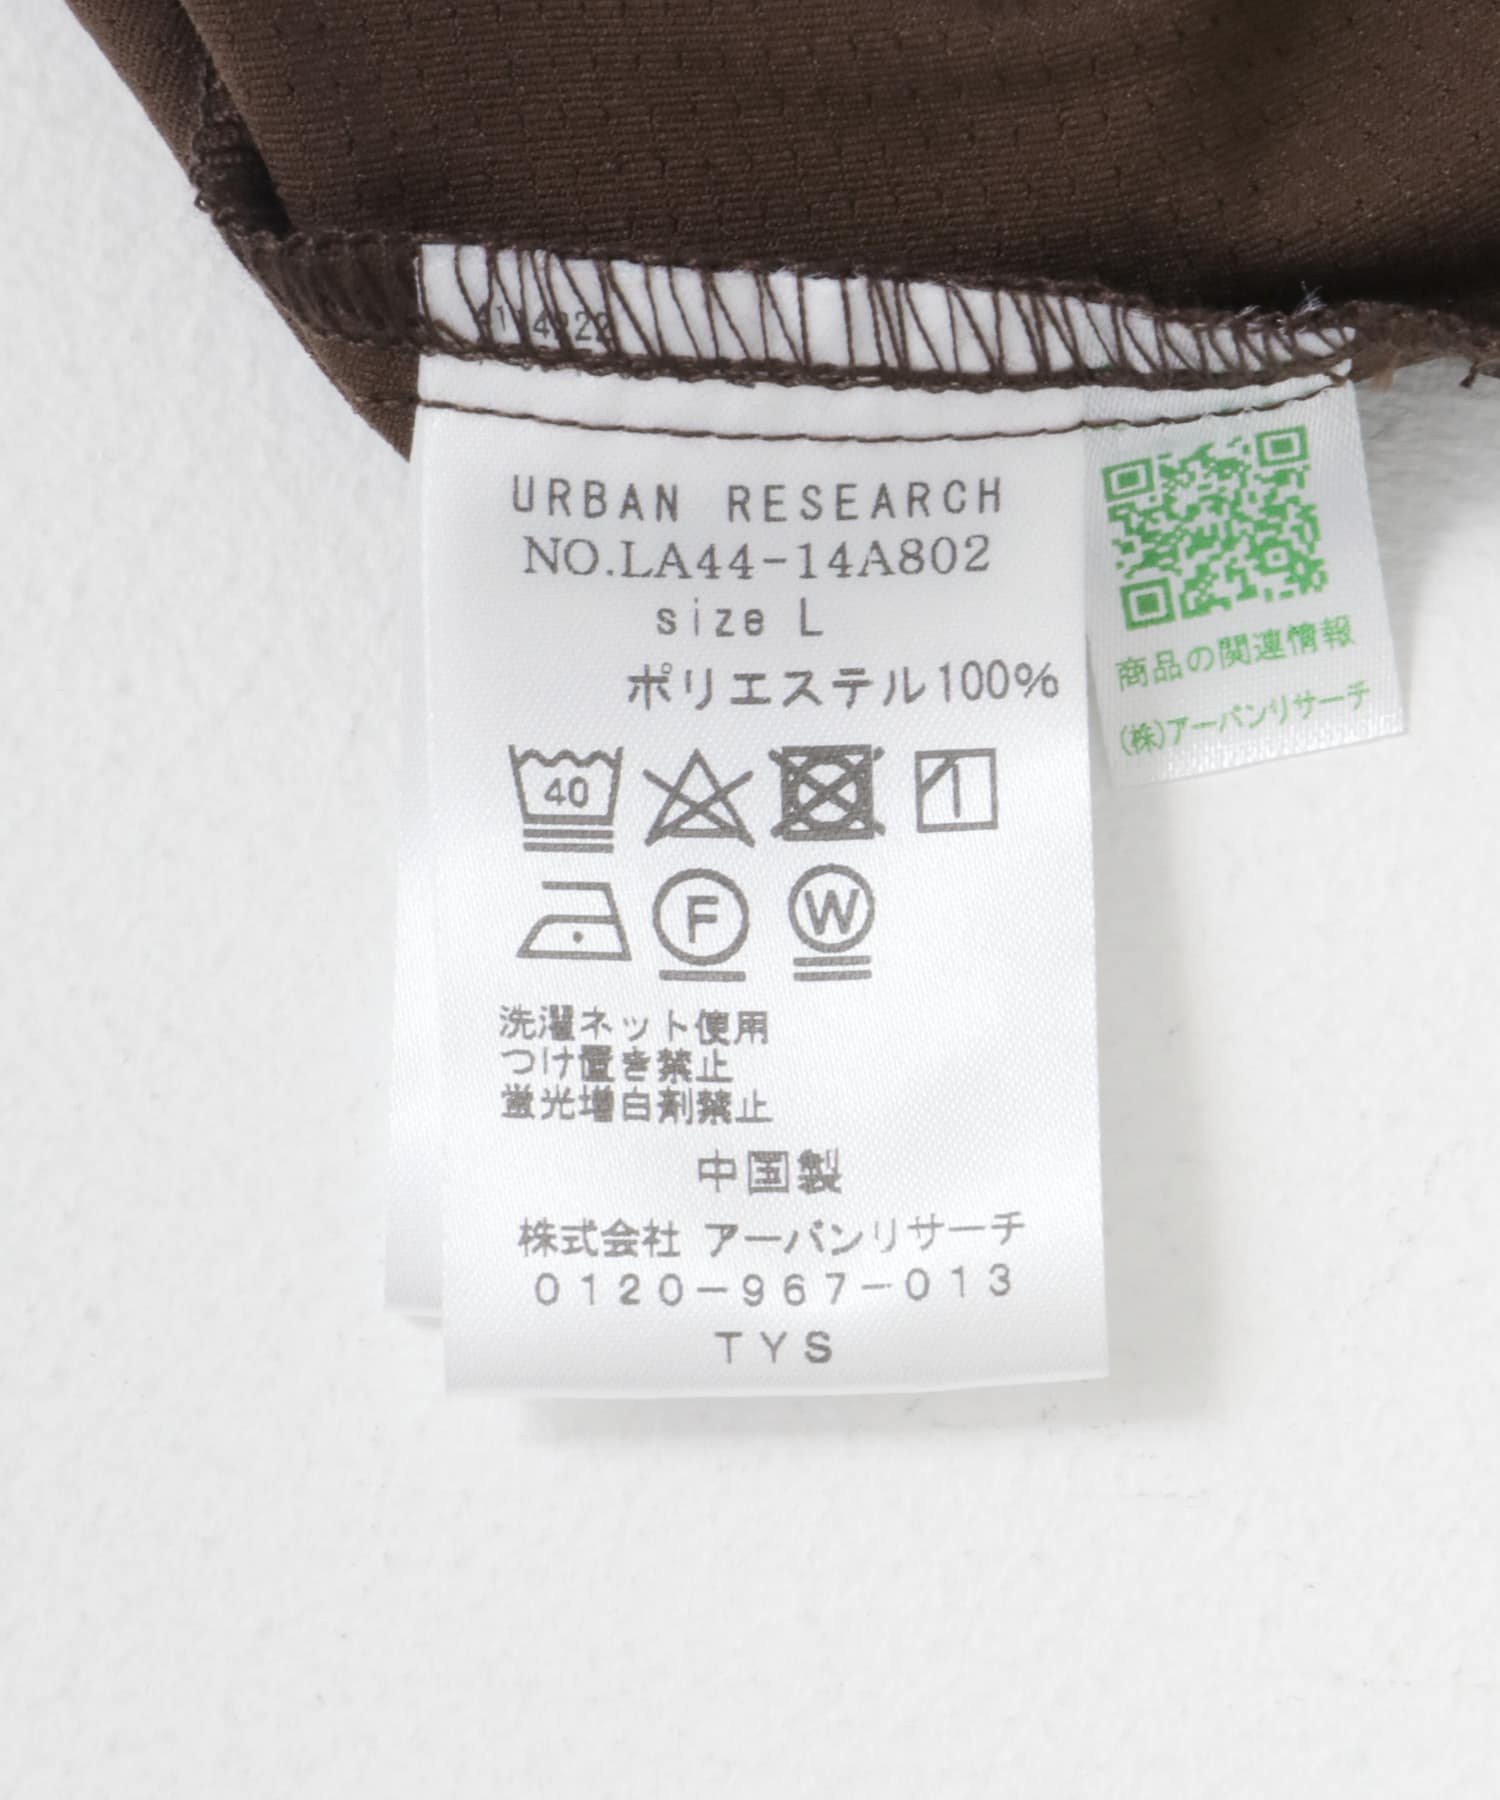 URBAN RESEARCH
NO.LA44-14A802
size L
ポリエステル100%
40
F
W
洗濯ネット使用
つけ置き禁止
蛍光増白剤禁止
中国製
株式会社 アーバンリサーチ
0120-967-013
TYS
商品の関連情報
(株)アーバンリサーチ